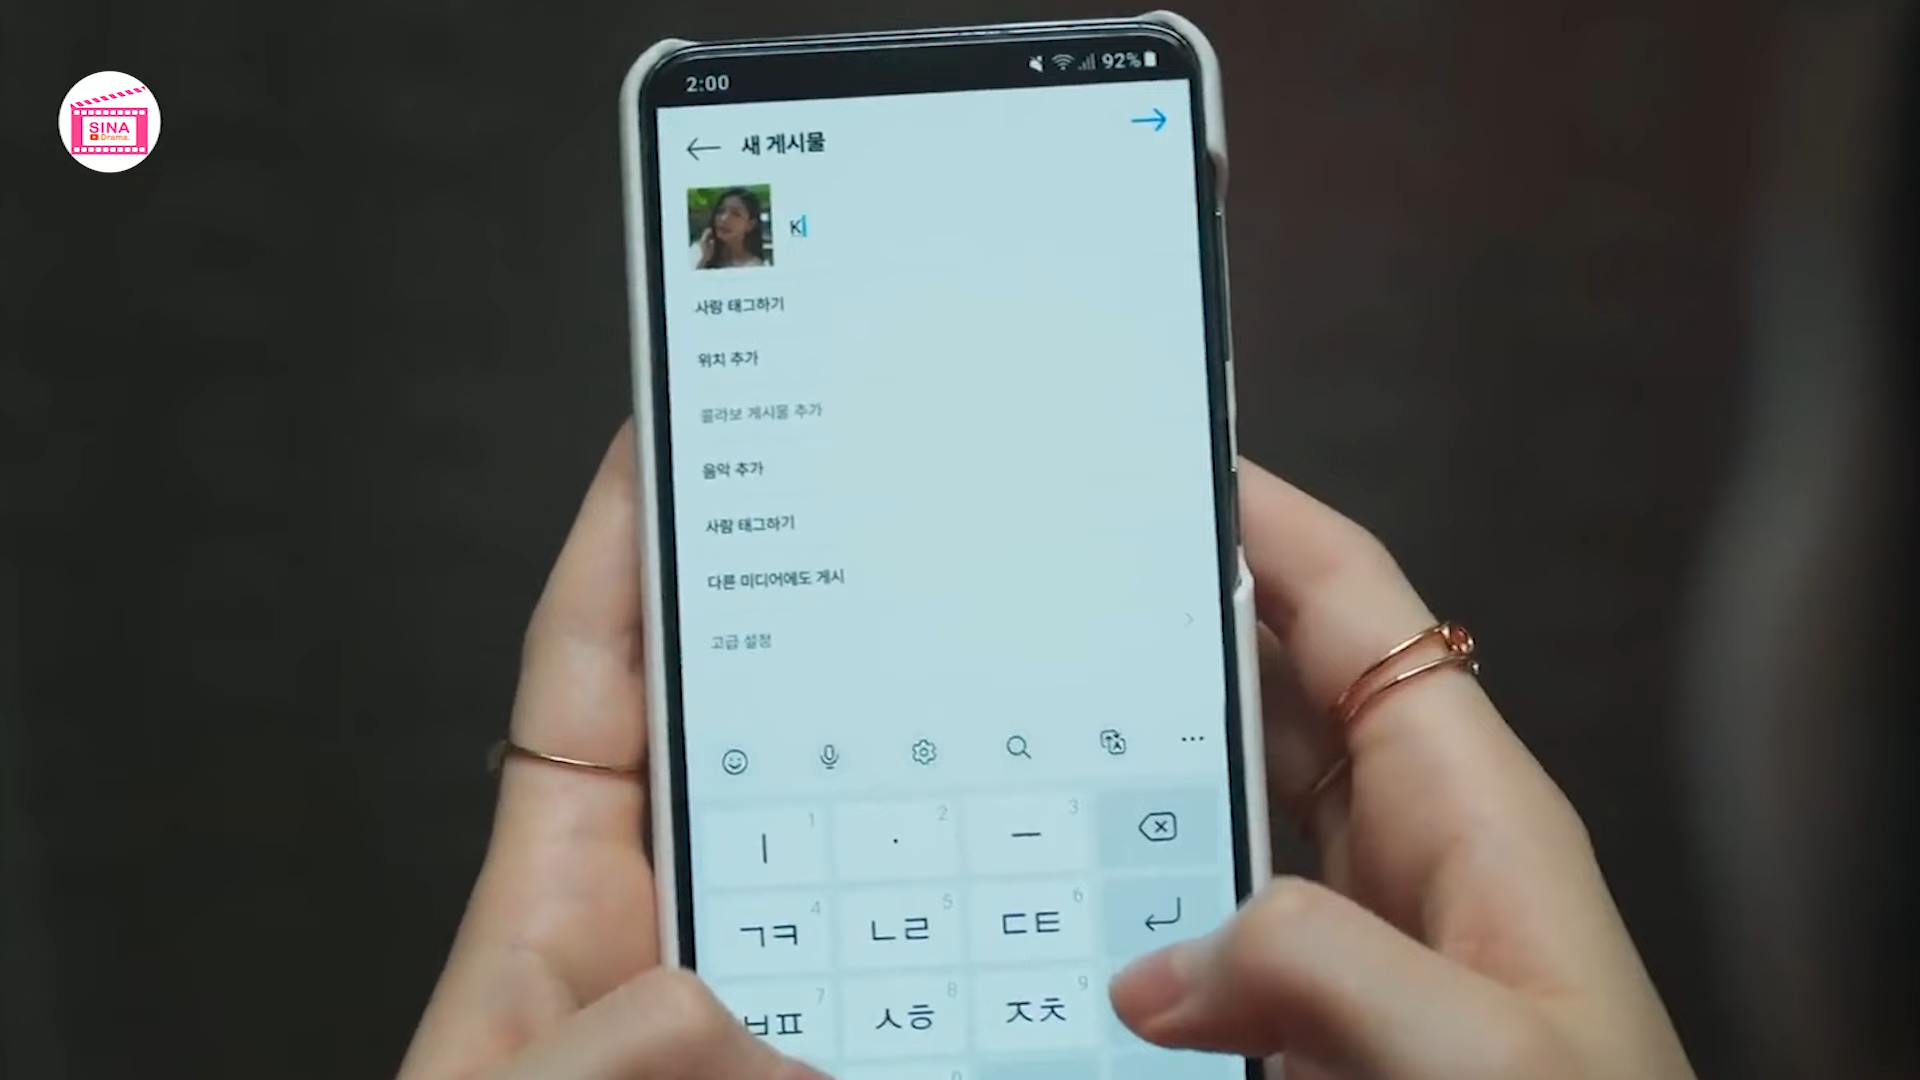 SINA
Drama.
2:00
92%
새 게시물
K
사람 태그하기
위치 추가
콜라보 게시물 추가
음악 추가
사람 태그하기
다른 미디어에도 게시
고급 설정
ㅣ 1
· 2
ㅡ 3
ㄱㅋ 4
ㄴㄹ 5
ㄷㅌ 6
ㅂㅍ 7
ㅅㅎ 8
ㅈㅊ 9
0